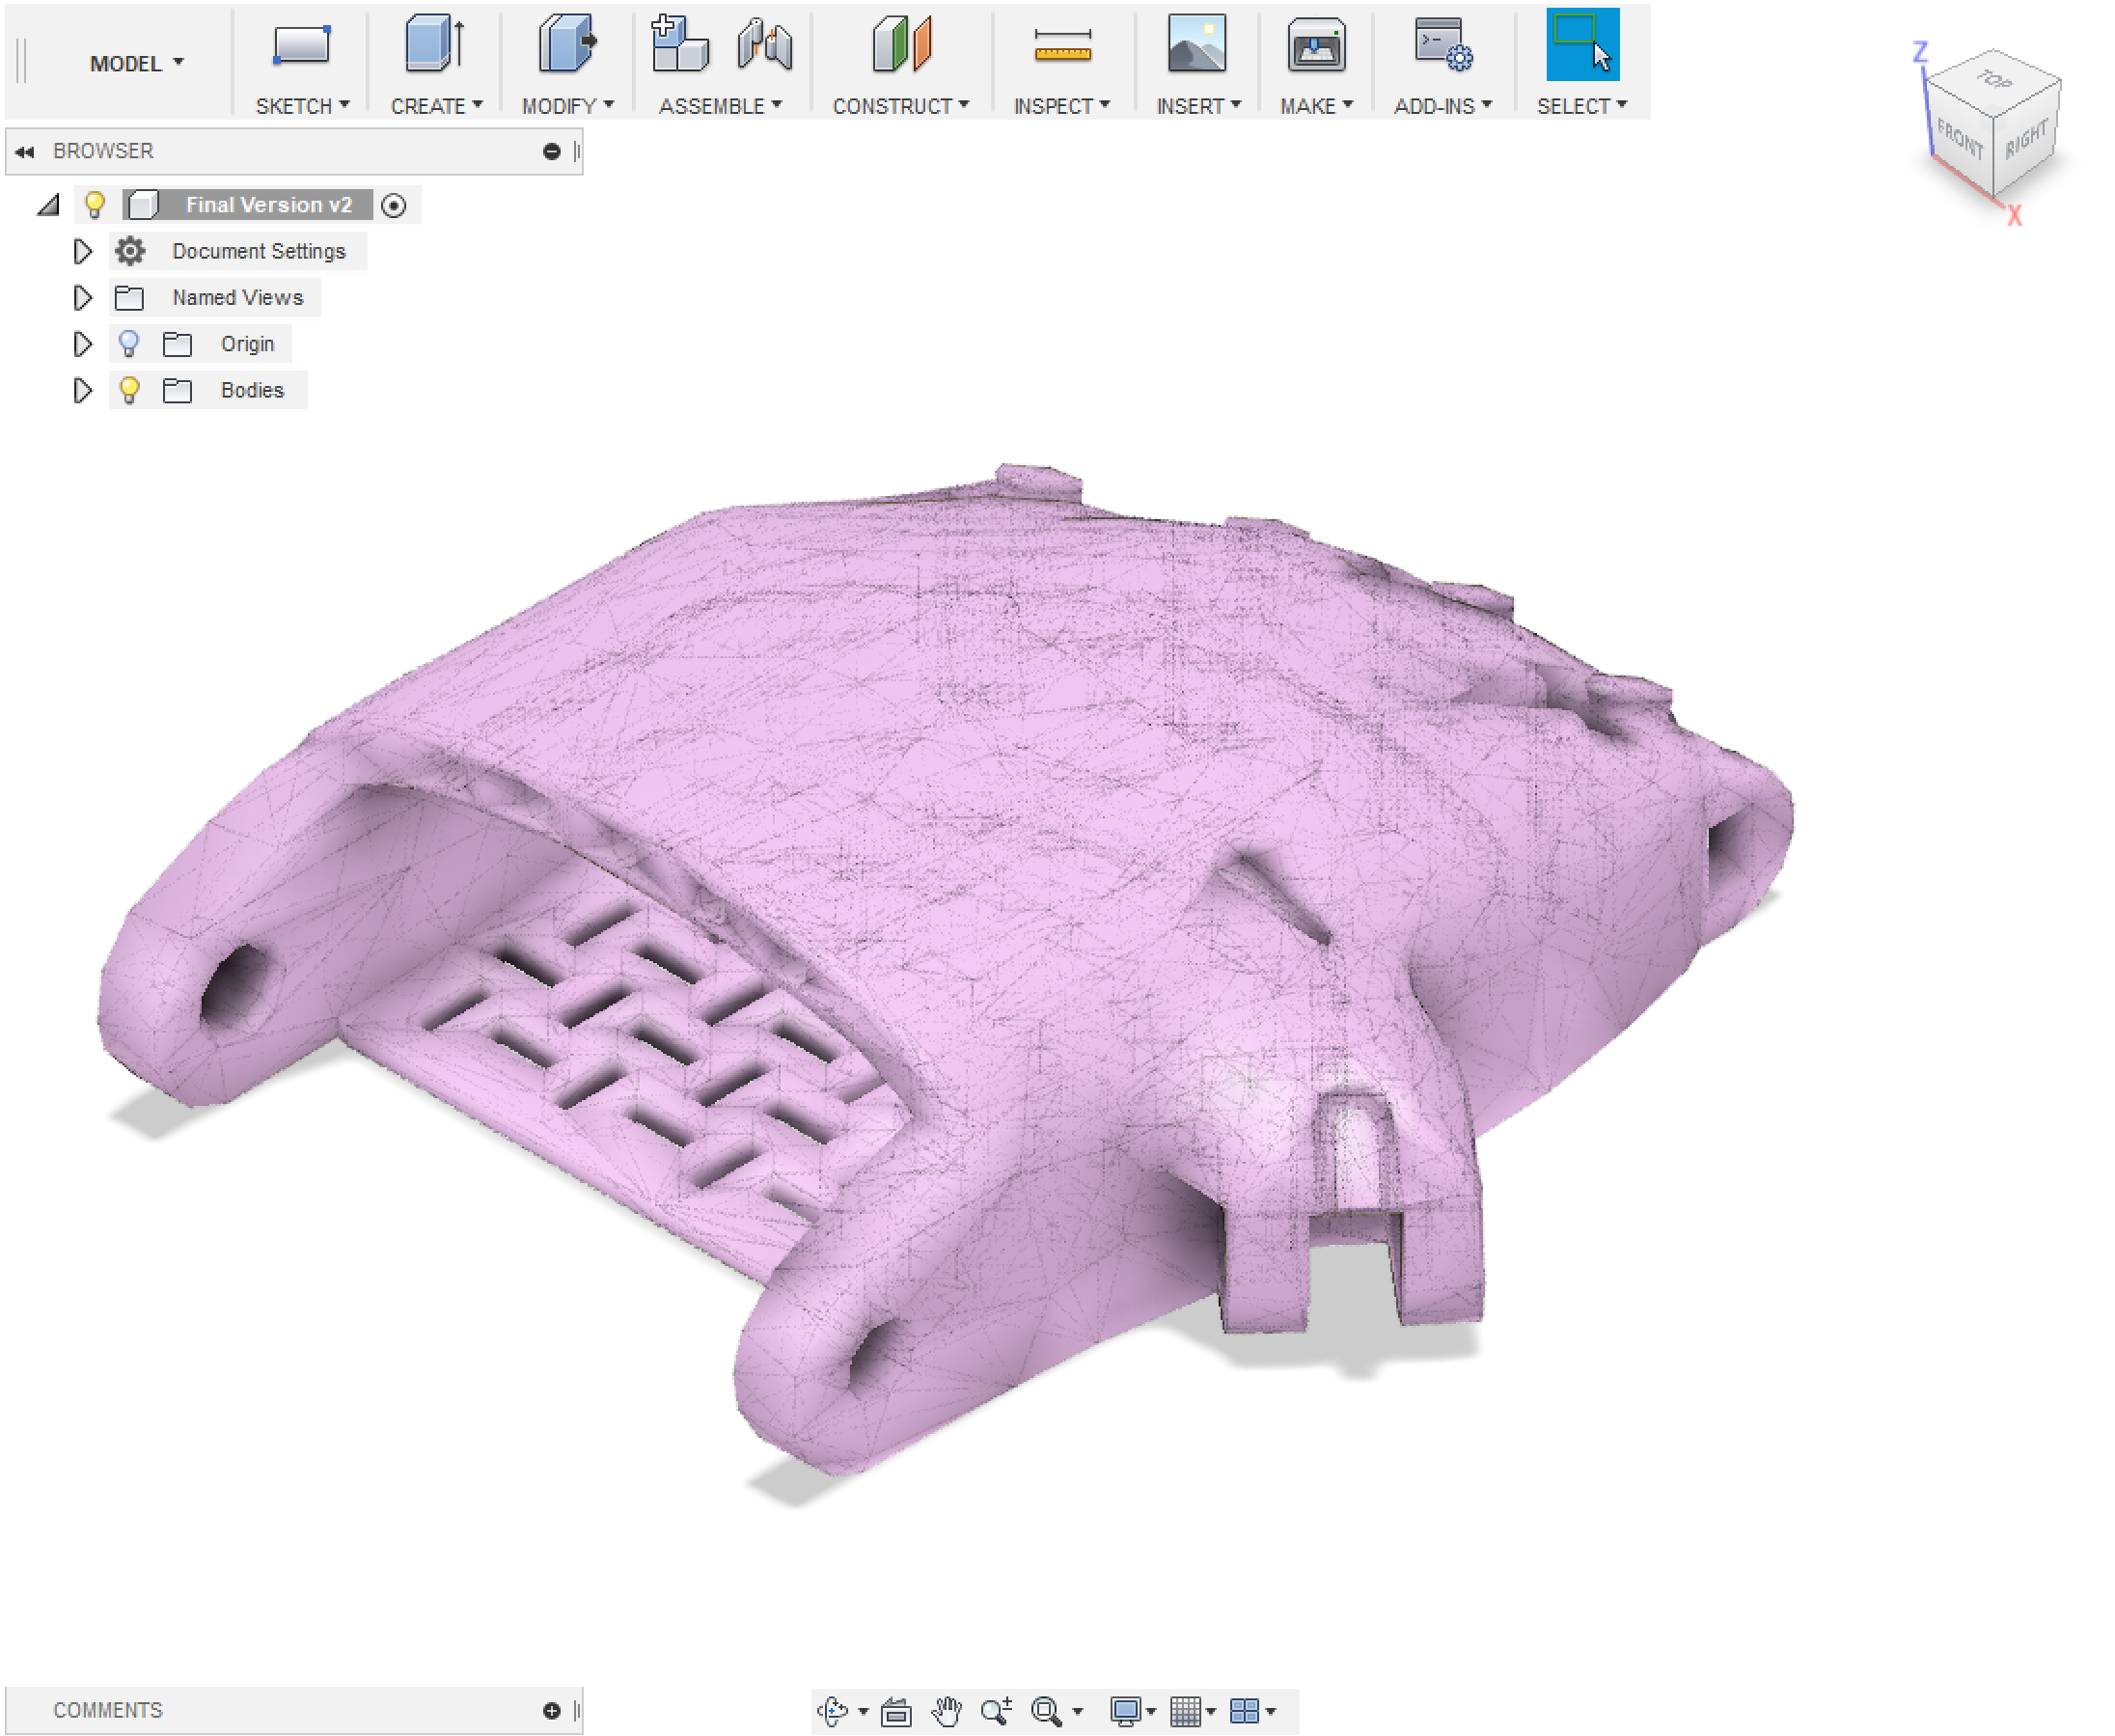 MODEL
SKETCH
CREATE
MODIFY
ASSEMBLE
CONSTRUCT
INSPECT
INSERT
MAKE
ADD-INS
SELECT
Z
TOP
FRONT
RIGHT
X
BROWSER
Final Version v2
Document Settings
Named Views
Origin
Bodies
COMMENTS